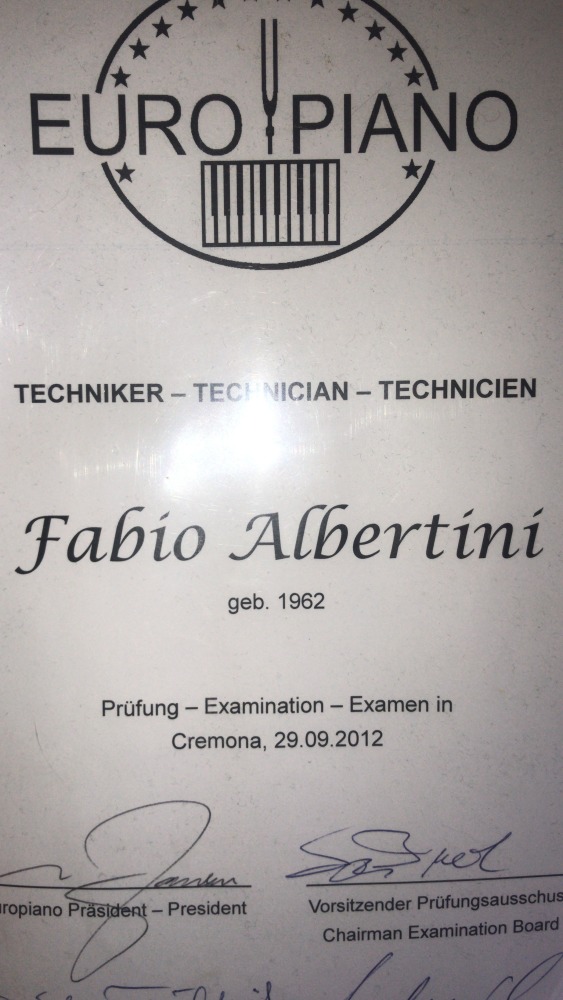 EURO PIANO
TECHNIKER – TECHNICIAN – TECHNICIEN
Fabio Albertini
geb. 1962
Prüfung – Examination – Examen in
Cremona, 29.09.2012
ropiano Präsident – President
Vorsitzender Prüfungsausschus
Chairman Examination Board